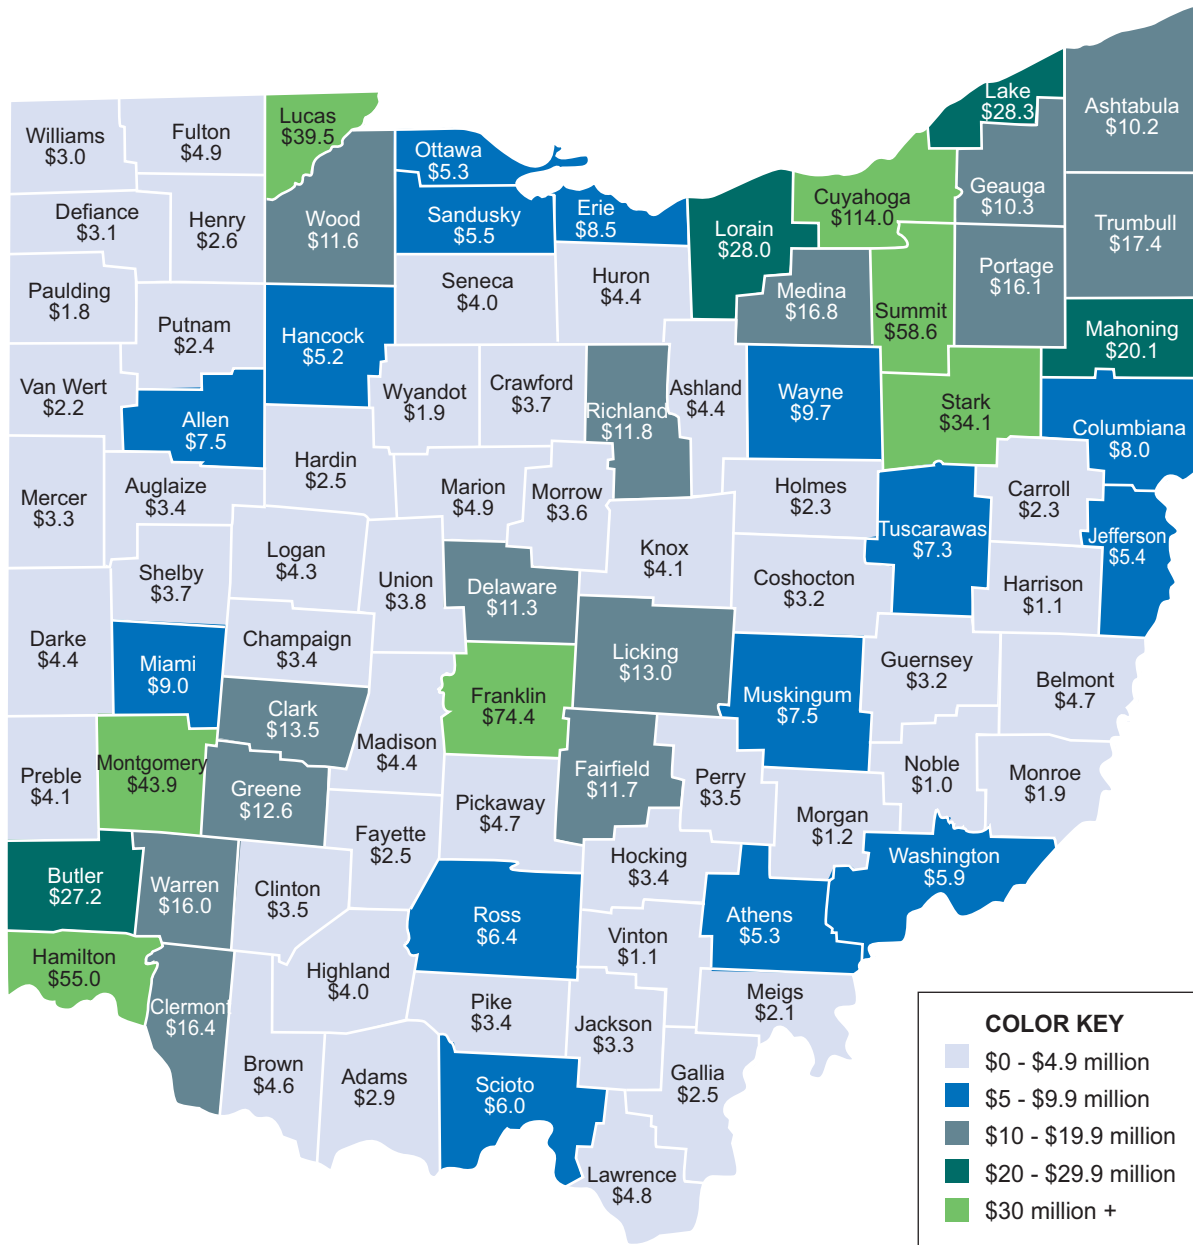 Lake
$28.3
Ashtabula
$10.2
Lucas
$39.5
Williams
$3.0
Fulton
$4.9
Ottawa
$5.3
Geauga
$10.3
Cuyahoga
$114.0
Defiance
$3.1
Henry
$2.6
Wood
$11.6
Sandusky
$5.5
Erie
$8.5
Lorain
$28.0
Trumbull
$17.4
Portage
$16.1
Paulding
$1.8
Seneca
$4.0
Huron
$4.4
Medina
$16.8
Summit
$58.6
Putnam
$2.4
Hancock
$5.2
Mahoning
$20.1
Van Wert
$2.2
Wyandot
$1.9
Crawford
$3.7
Richland
$11.8
Ashland
$4.4
Wayne
$9.7
Stark
$34.1
Allen
$7.5
Columbiana
$8.0
Mercer
$3.3
Auglaize
$3.4
Hardin
$2.5
Marion
$4.9
Morrow
$3.6
Holmes
$2.3
Carroll
$2.3
Tuscarawas
$7.3
Jefferson
$5.4
Knox
$4.1
Logan
$4.3
Shelby
$3.7
Union
$3.8
Delaware
$11.3
Coshocton
$3.2
Harrison
$1.1
Darke
$4.4
Champaign
$3.4
Miami
$9.0
Licking
$13.0
Guernsey
$3.2
Belmont
$4.7
Franklin
$74.4
Muskingum
$7.5
Clark
$13.5
Madison
$4.4
Preble
$4.1
Montgomery
$43.9
Greene
$12.6
Fairfield
$11.7
Perry
$3.5
Noble
$1.0
Monroe
$1.9
Pickaway
$4.7
Morgan
$1.2
Fayette
$2.5
Hocking
$3.4
Washington
$5.9
Butler
$27.2
Warren
$16.0
Clinton
$3.5
Ross
$6.4
Athens
$5.3
Vinton
$1.1
Hamilton
$55.0
Highland
$4.0
Clermont
$16.4
Pike
$3.4
Jackson
$3.3
Meigs
$2.1
Brown
$4.6
Adams
$2.9
Scioto
$6.0
Gallia
$2.5
Lawrence
$4.8
COLOR KEY
$0 - $4.9 million
$5 - $9.9 million
$10 - $19.9 million
$20 - $29.9 million
$30 million +